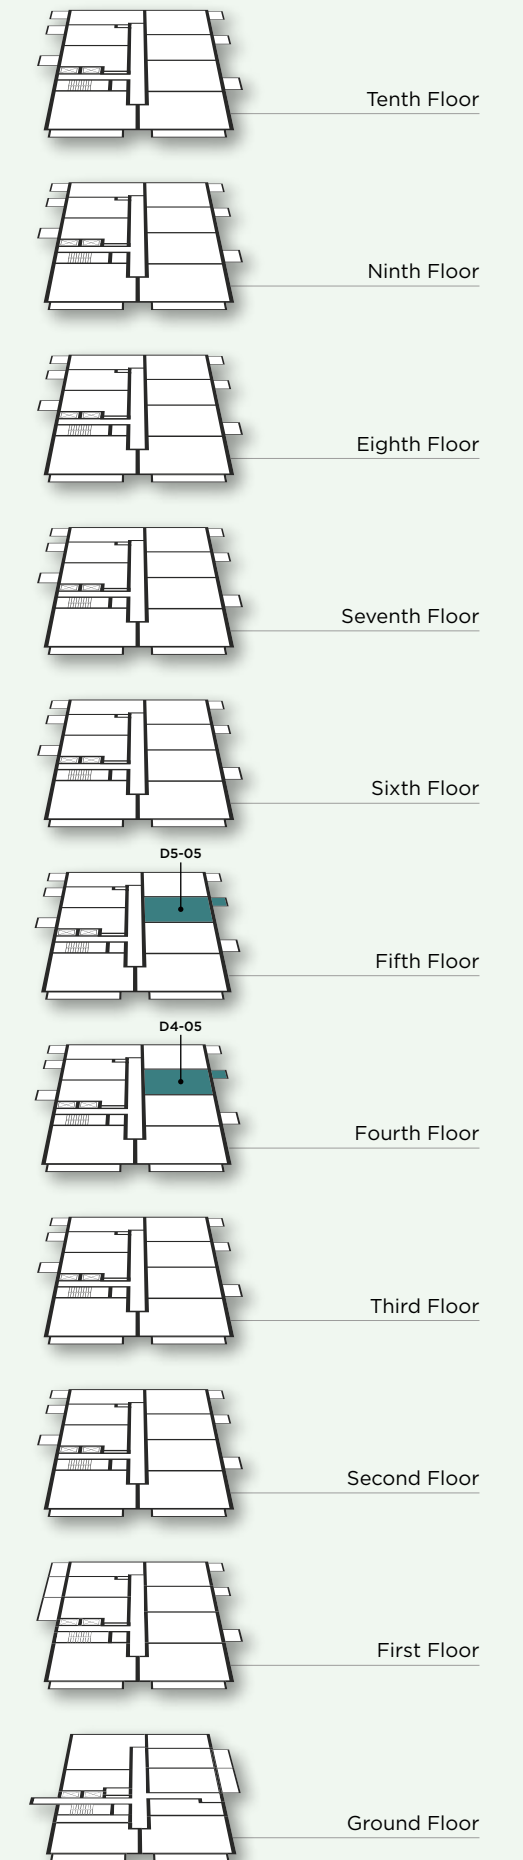 Tenth Floor
Ninth Floor
Eighth Floor
Seventh Floor
Sixth Floor
D5-05
Fifth Floor
D4-05
Fourth Floor
Third Floor
Second Floor
First Floor
Ground Floor